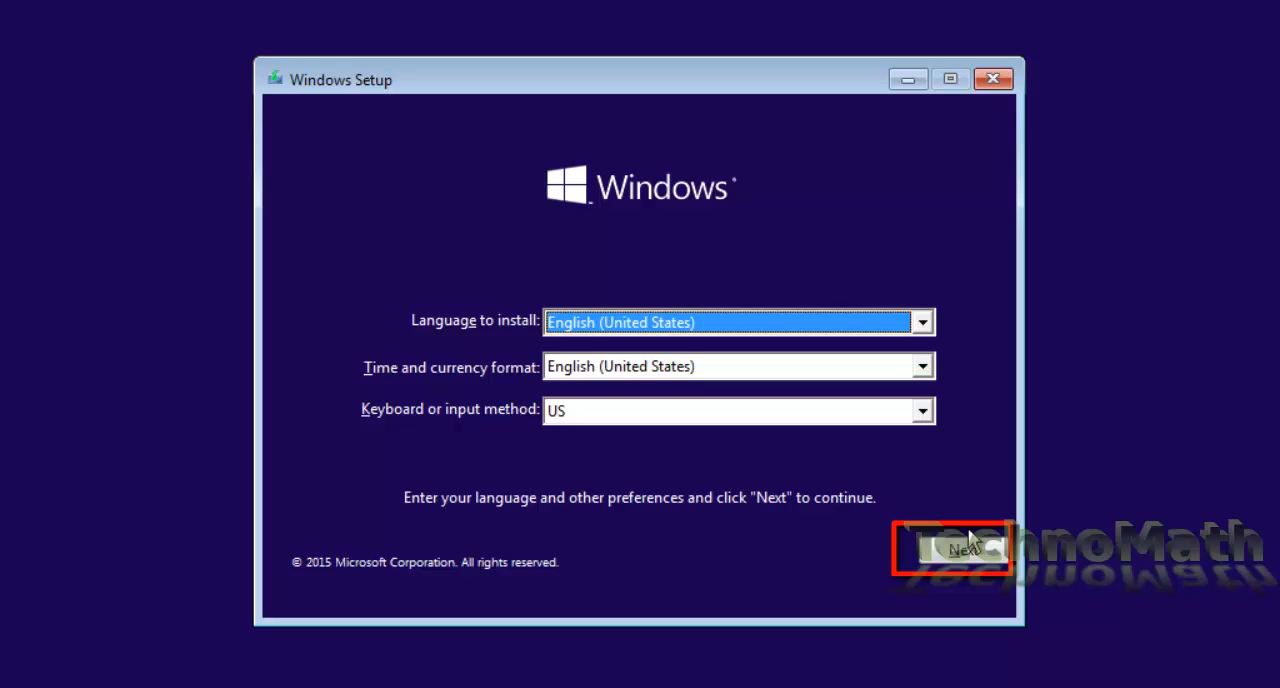 Windows Setup
Windows
Language to install: English (United States)
Time and currency format: English (United States)
Keyboard or input method: US
Enter your language and other preferences and click "Next" to continue.
Next
TechnoMath
© 2015 Microsoft Corporation. All rights reserved.